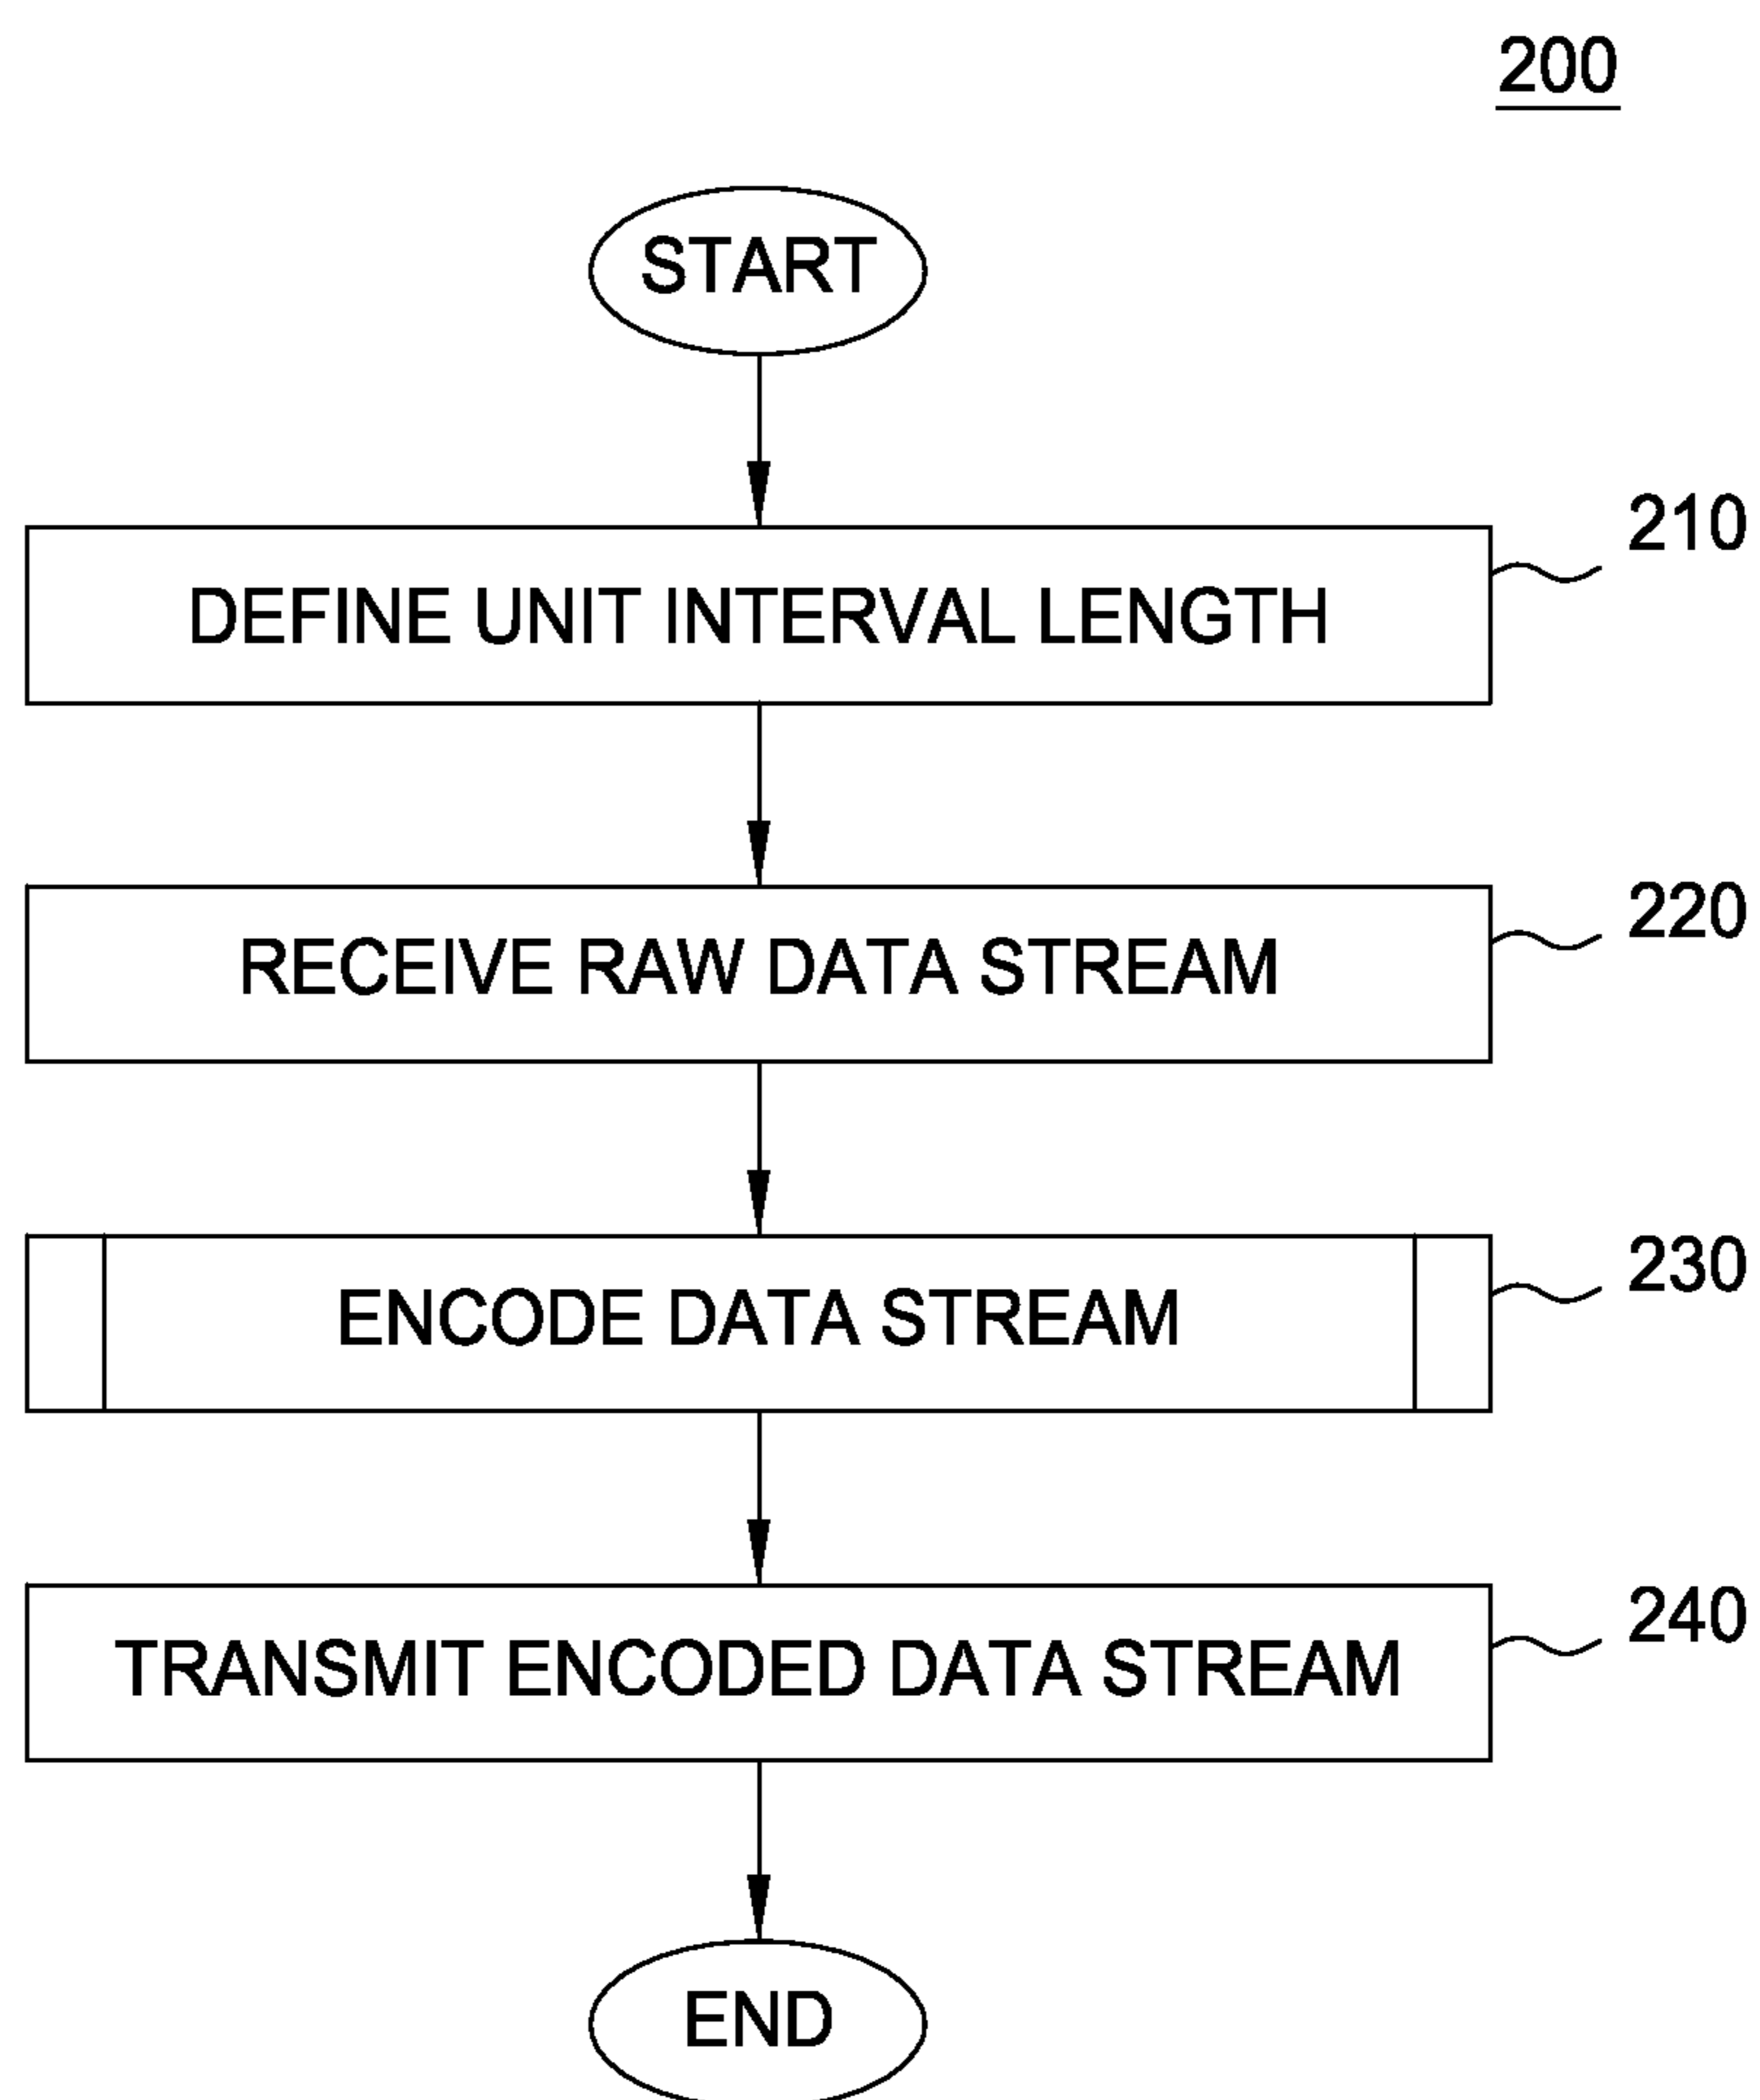 200
START
DEFINE UNIT INTERVAL LENGTH
210
RECEIVE RAW DATA STREAM
220
ENCODE DATA STREAM
230
TRANSMIT ENCODED DATA STREAM
240
END